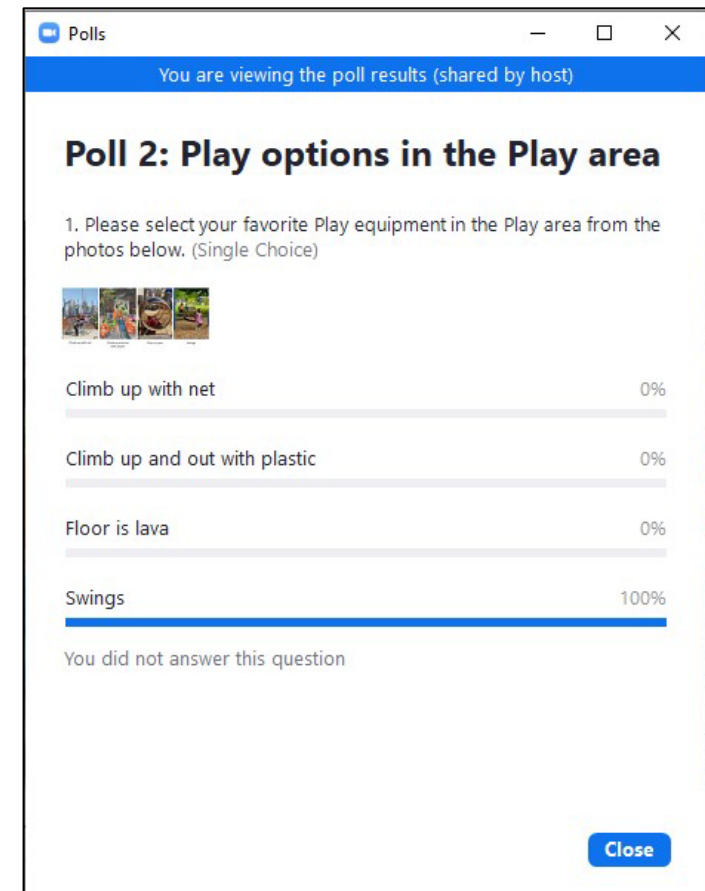 Polls
You are viewing the poll results (shared by host)
Poll 2: Play options in the Play area
1. Please select your favorite Play equipment in the Play area from the
photos below. (Single Choice)
Climb up with net 0%
Climb up and out with plastic 0%
Floor is lava 0%
Swings 100%
You did not answer this question
Close